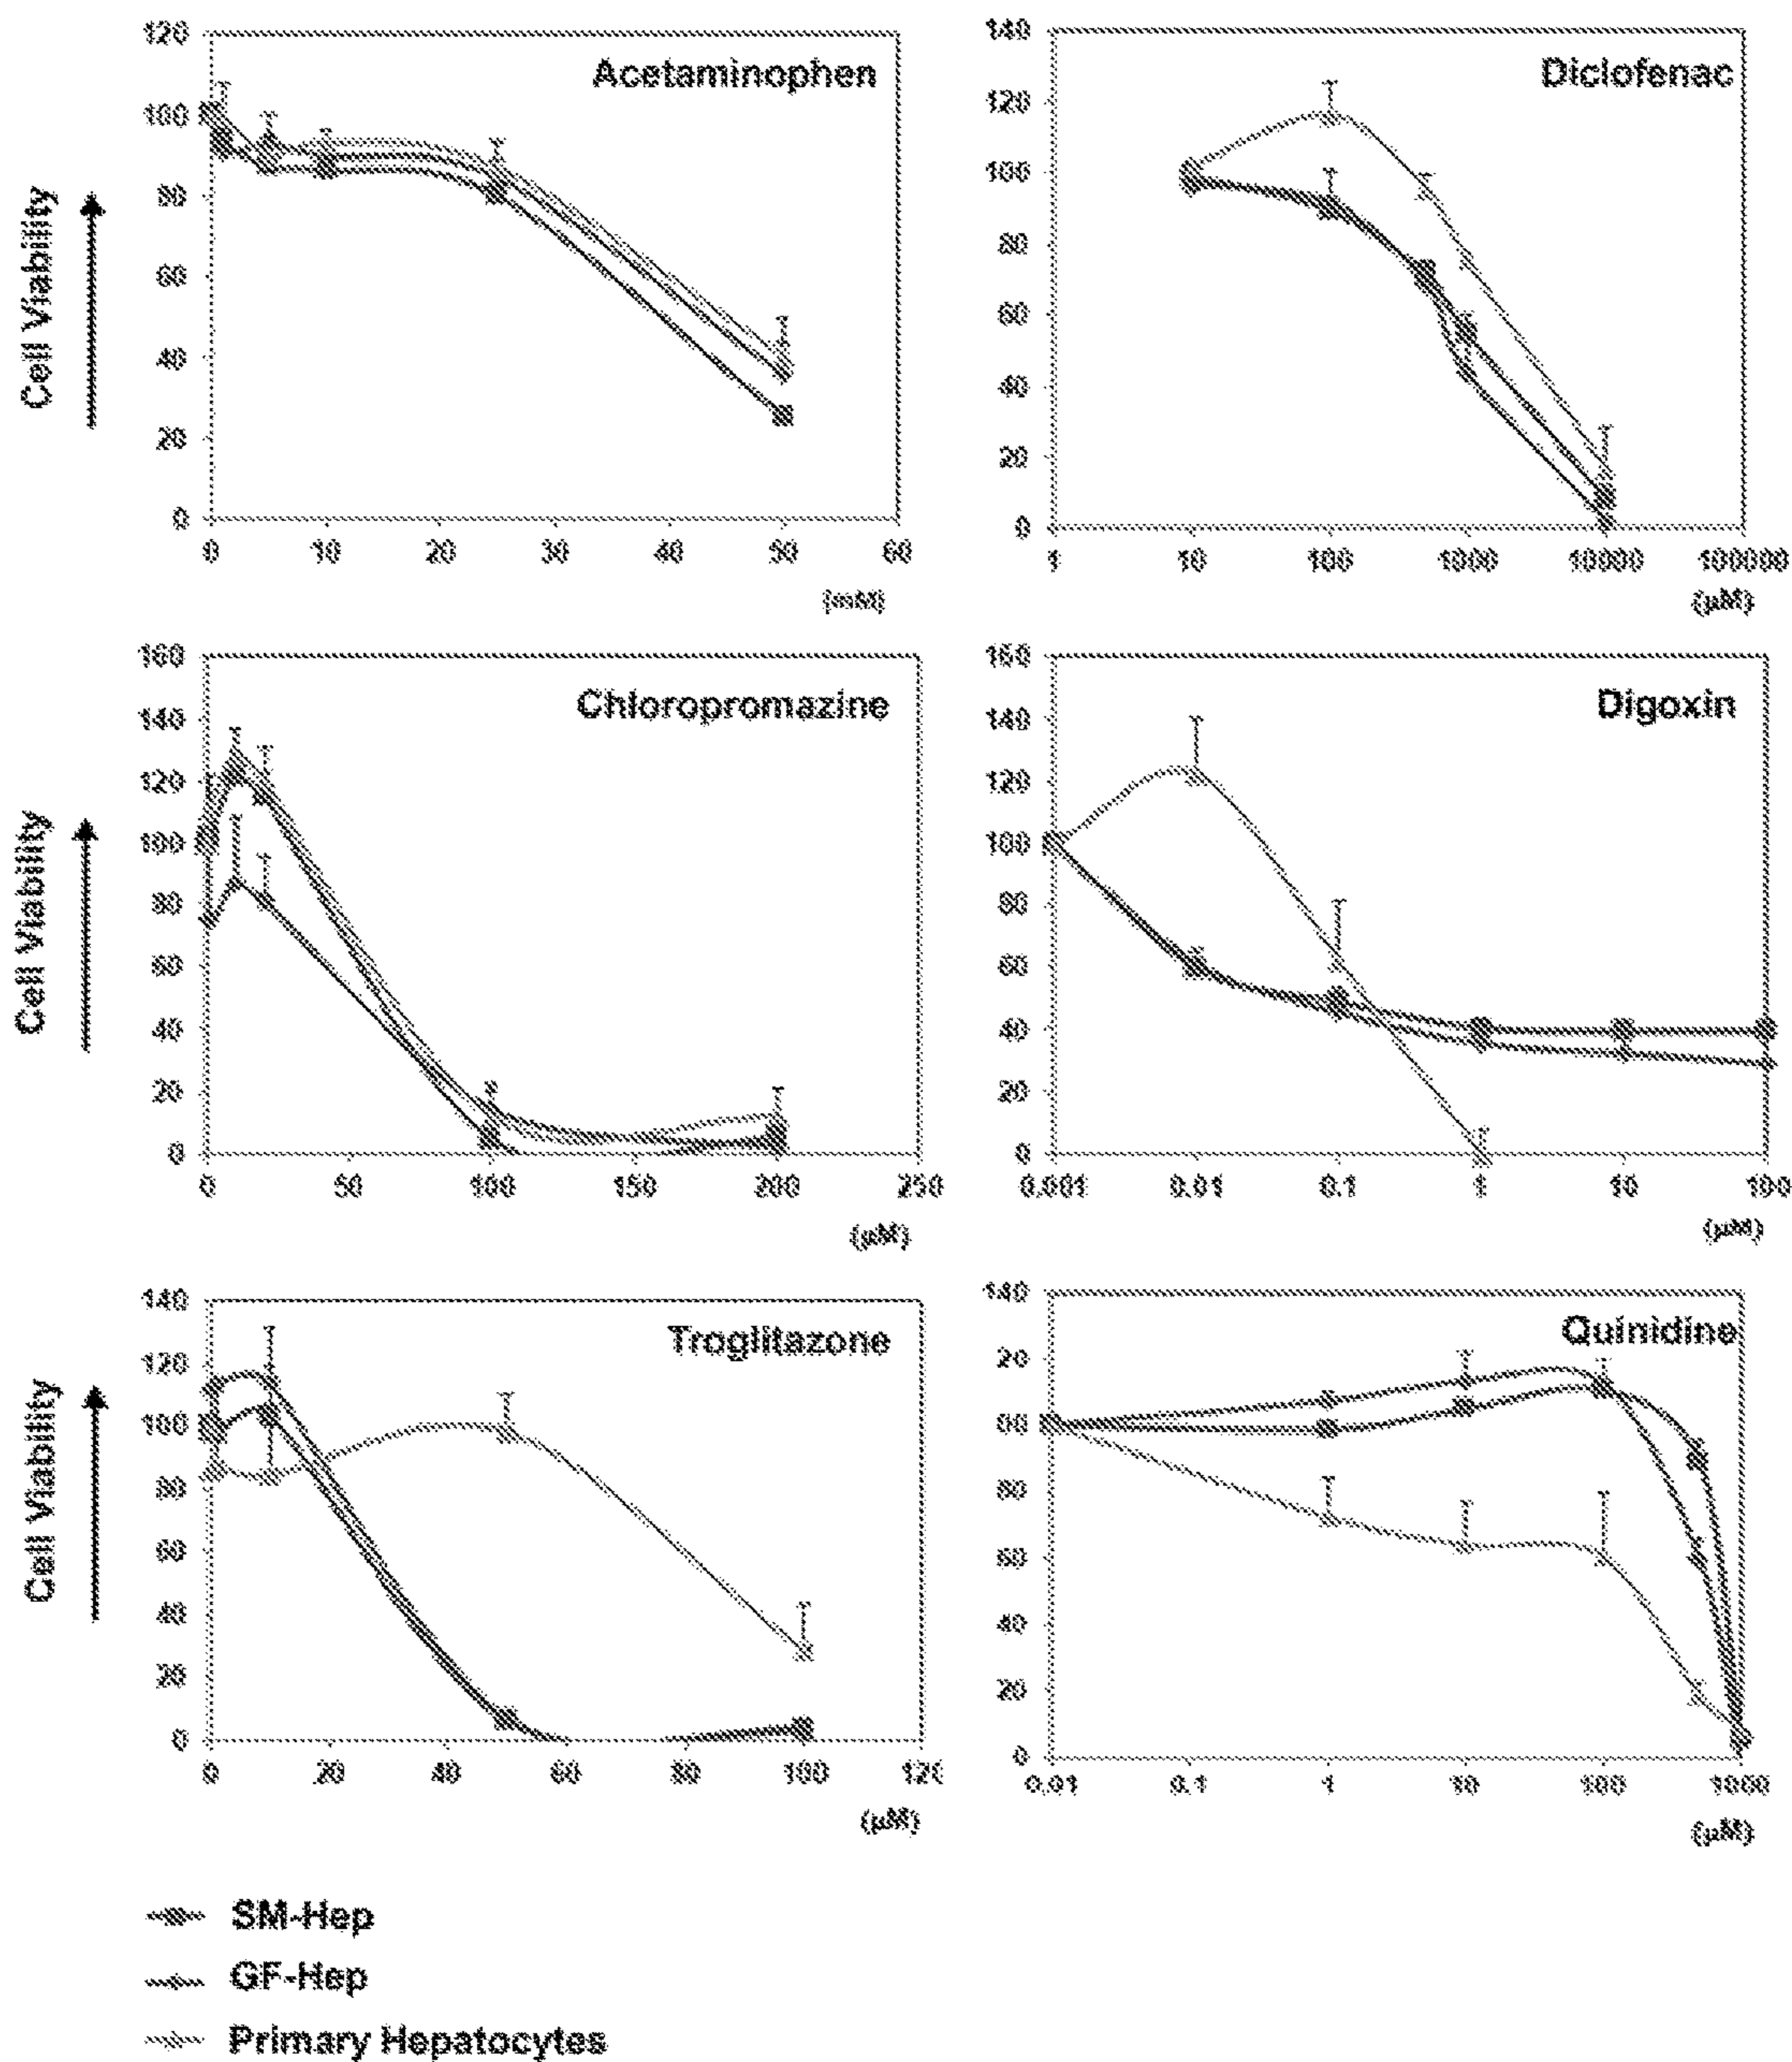 Acetaminophen
Cell Viability
120
100
80
60
40
20
0
0 10 20 30 40 50 60
(mM)
Diclofenac
140
120
100
80
60
40
20
0
1 10 100 1000 10000 100000
(µM)
Chloropromazine
Cell Viability
160
140
120
100
80
60
40
20
0
0 50 100 150 200 250
(µM)
Digoxin
160
140
120
100
80
60
40
20
0
0.001 0.01 0.1 1 10 100
(µM)
Troglitazone
Cell Viability
140
120
100
80
60
40
20
0
0 20 40 60 80 100 120
(µM)
Quinidine
140
20
00
80
60
40
20
0
0.01 0.1 1 10 100 1000
(µM)
SM-Hep
GF-Hep
Primary Hepatocytes